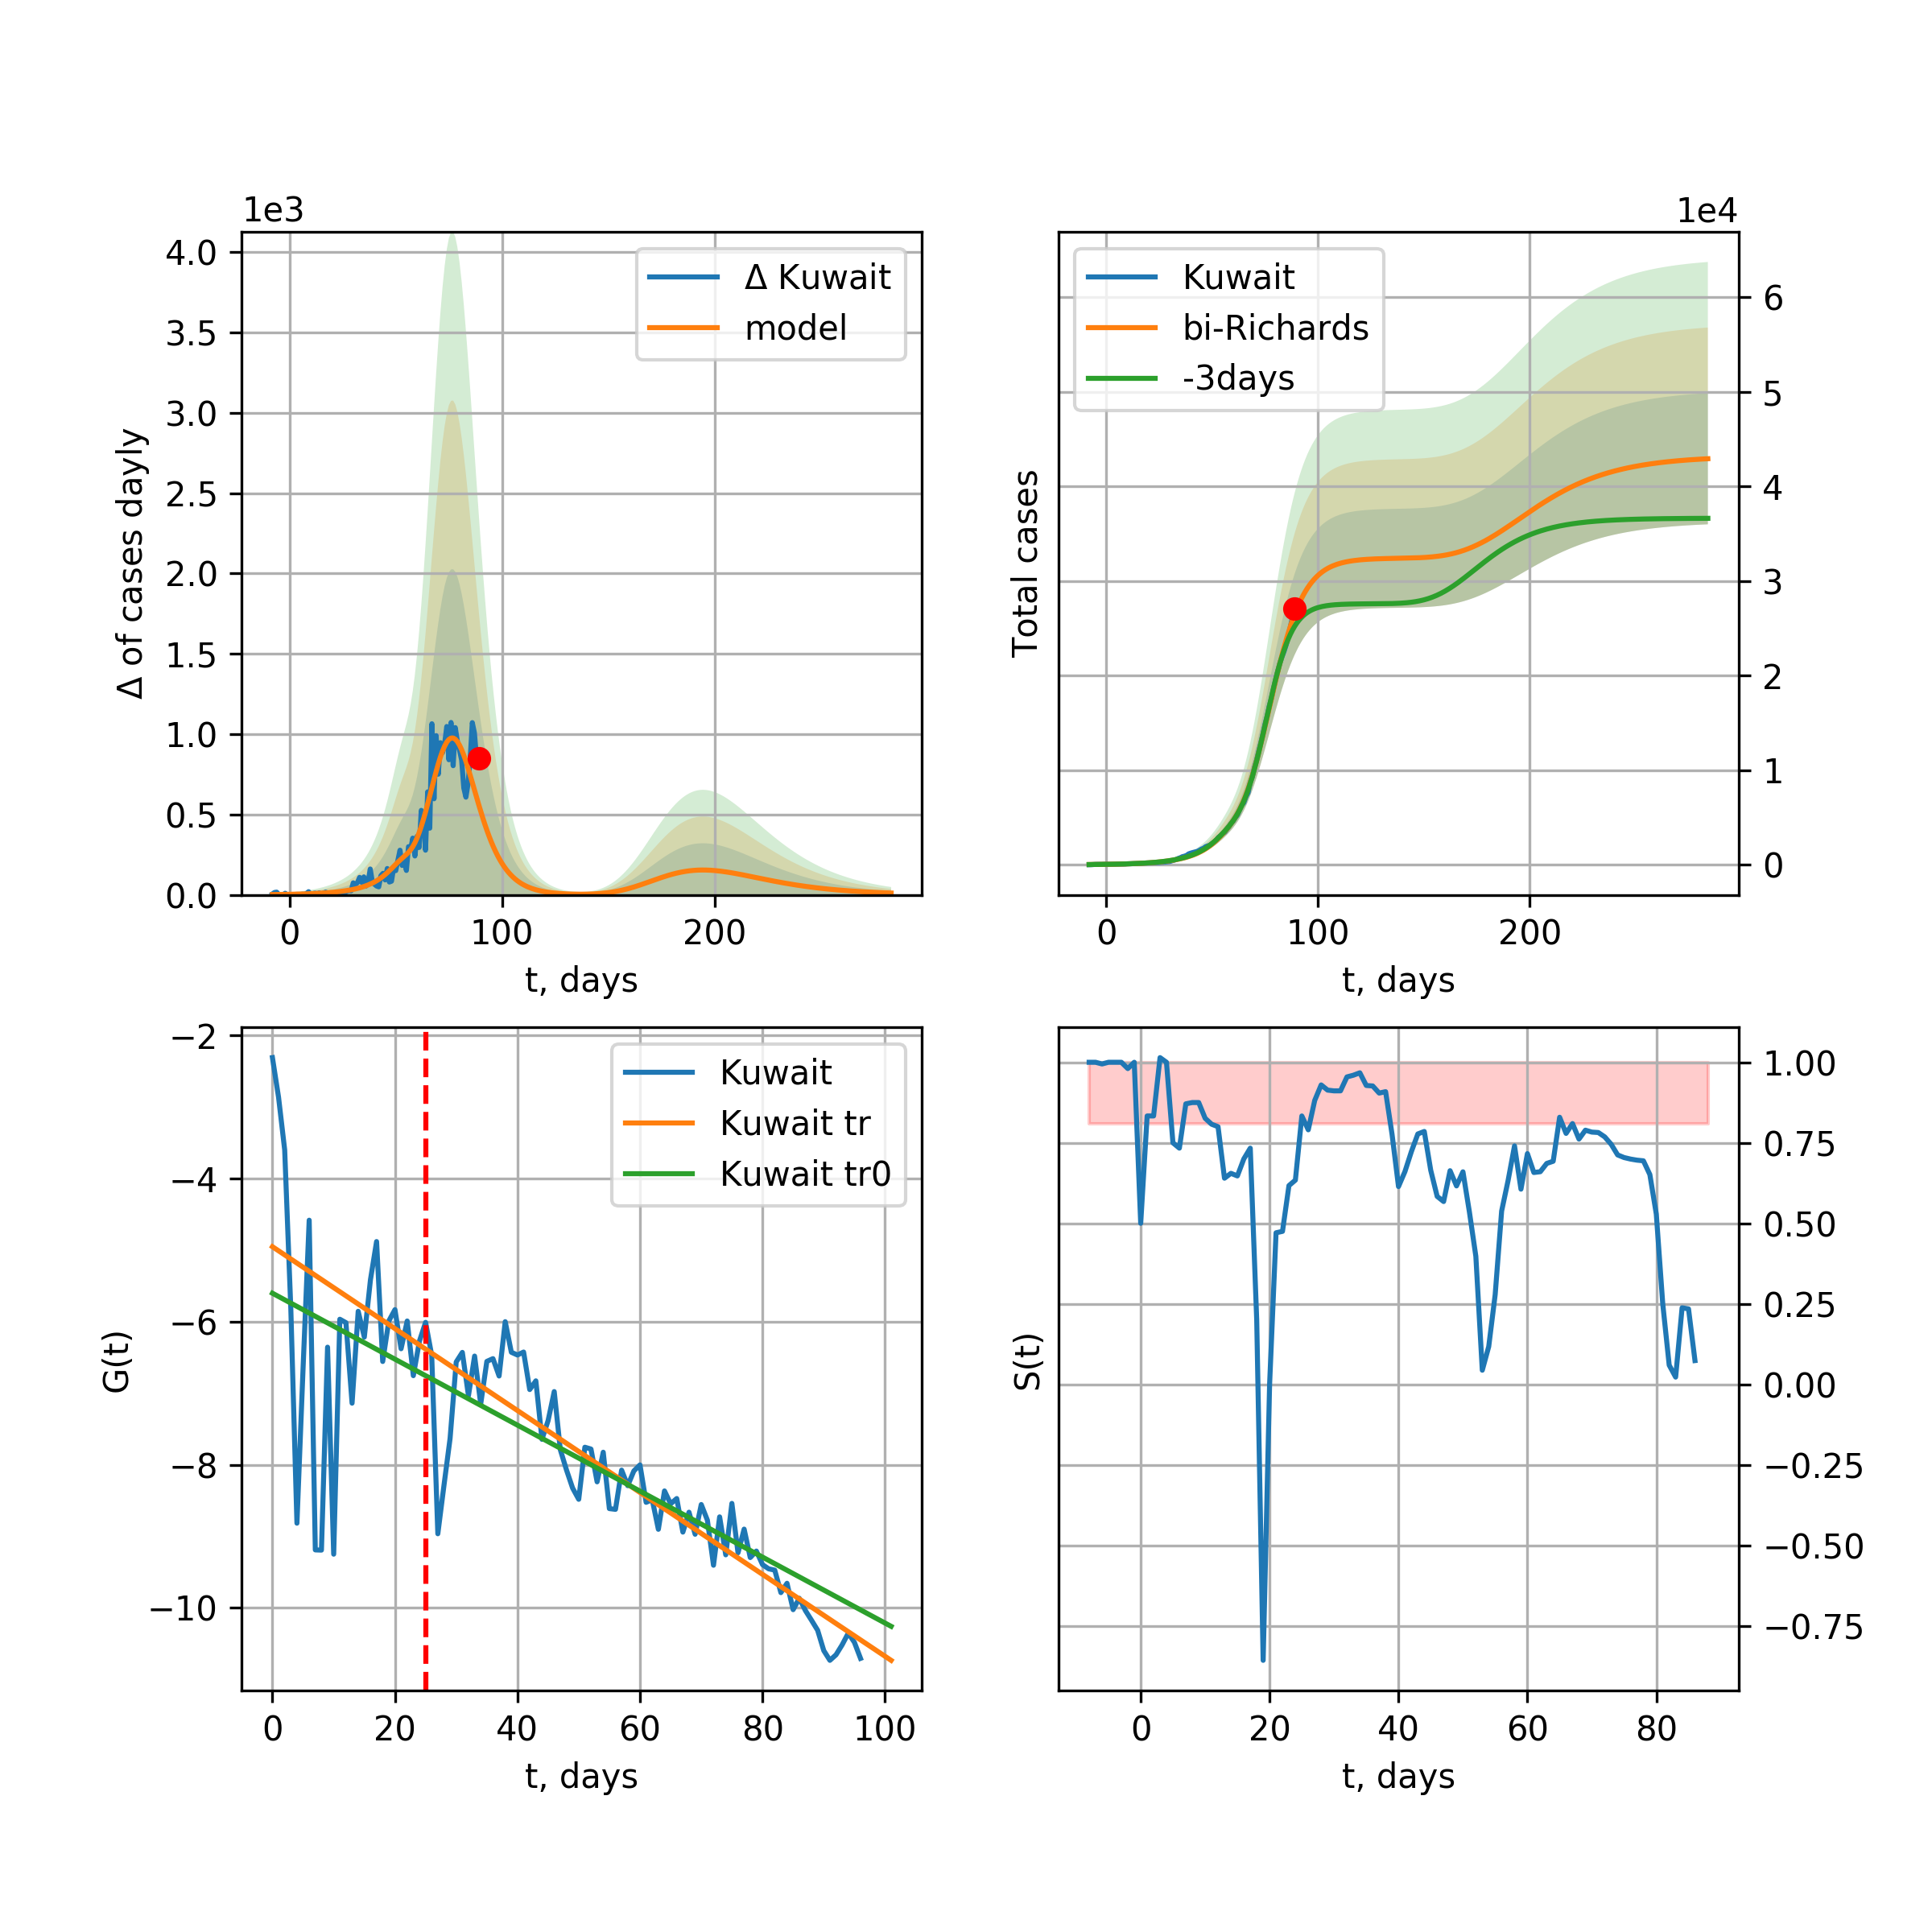 1e3
4.0
3.5
3.0
2.5
2.0
1.5
1.0
0.5
0.0
Δ of cases dayly
Δ Kuwait
model
0 100 200
t, days
1e4
Kuwait
bi-Richards
-3days
6
5
4
3
2
1
0
Total cases
0 100 200
t, days
−2
−4
−6
−8
−10
G(t)
Kuwait
Kuwait tr
Kuwait tr0
0 20 40 60 80 100
t, days
1.00
0.75
0.50
0.25
0.00
−0.25
−0.50
−0.75
S(t)
0 20 40 60 80
t, days